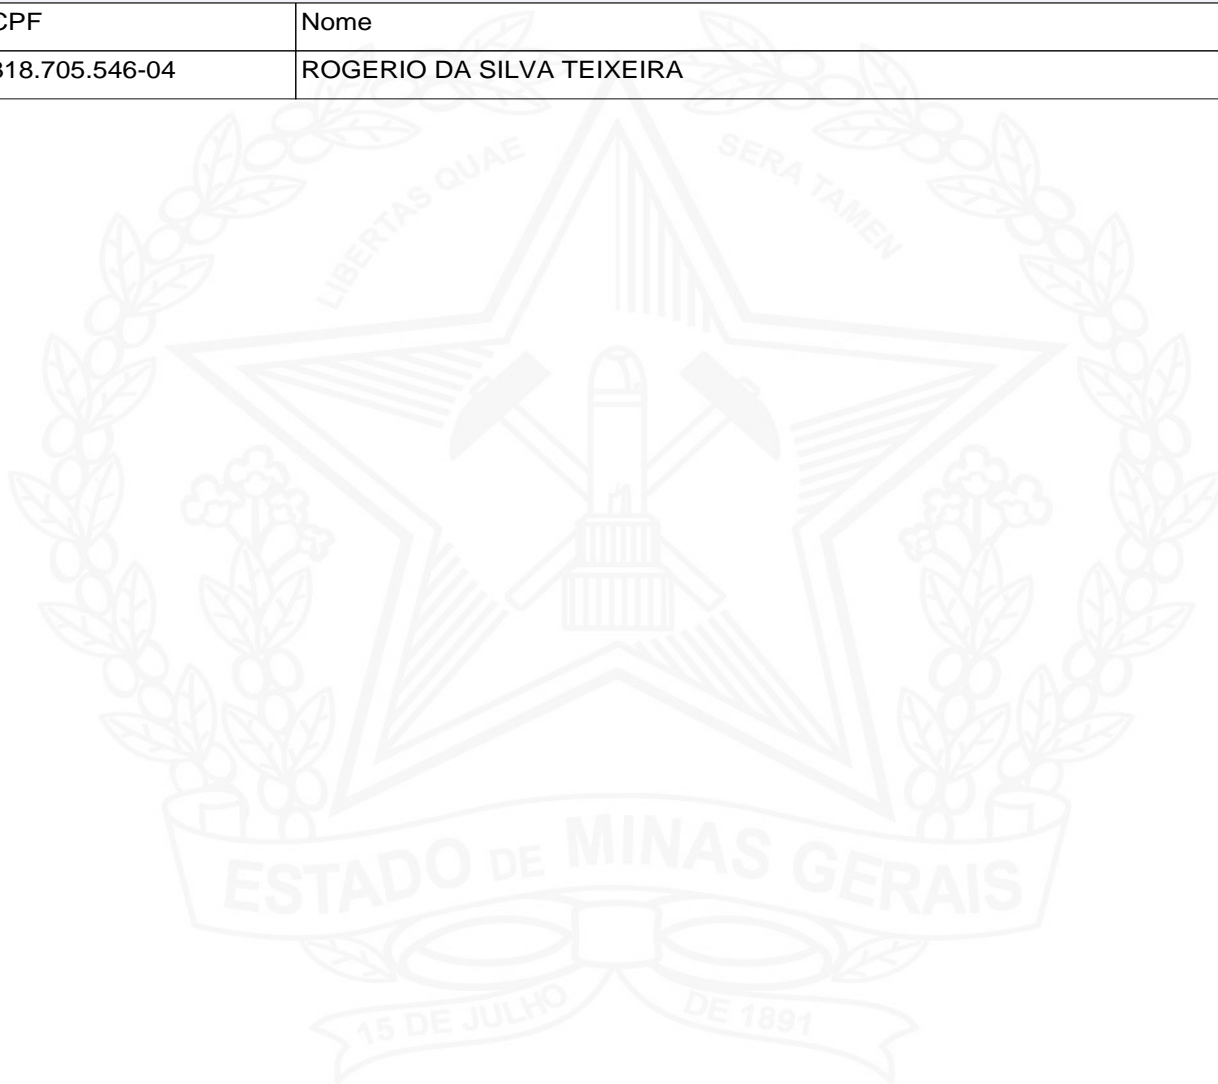 CPF Nome
818.705.546-04 ROGERIO DA SILVA TEIXEIRA
LIBERTAS QUAE SERA TAMEN
ESTADO DE MINAS GERAIS
15 DE JULHO DE 1891